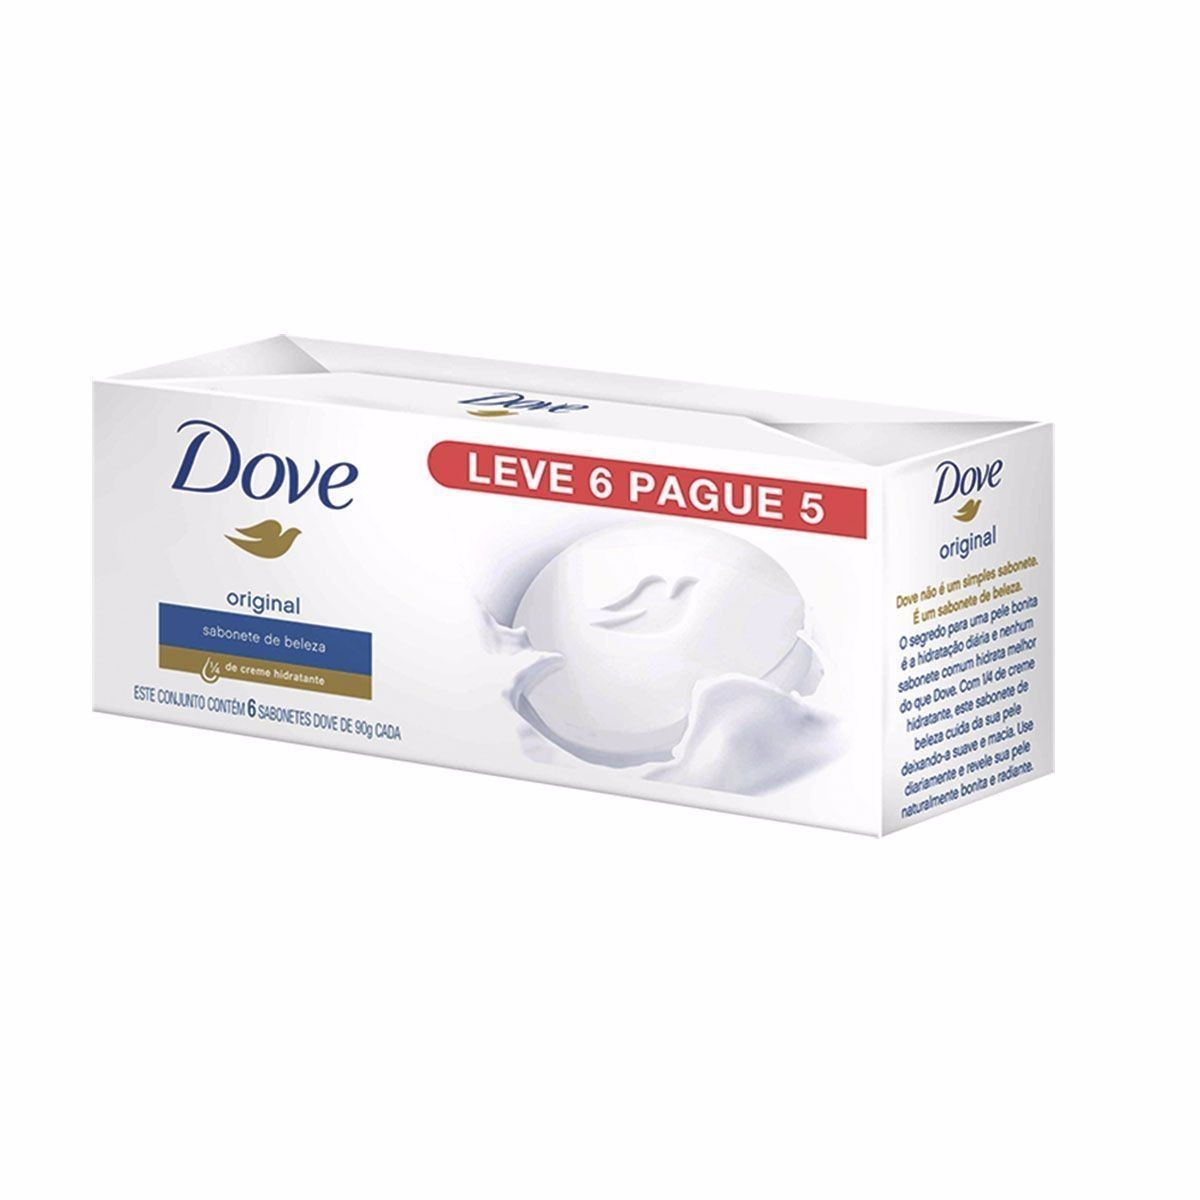 Dove
LEVE 6 PAGUE 5
Dove
original
sabonete de beleza
1/4 de creme hidratante
ESTE CONJUNTO CONTÉM 6 SABONETES DOVE DE 90g CADA
Dove
original
Dove não é um simples sabonete.
É um sabonete de beleza.
O segredo para uma pele bonita
é a hidratação diária e nenhum
sabonete comum hidrata melhor
do que Dove. Com 1/4 de creme
hidratante, este sabonete de
beleza cuida da sua pele
deixando-a suave e macia. Use
diariamente e revele sua pele
naturalmente bonita e radiante.